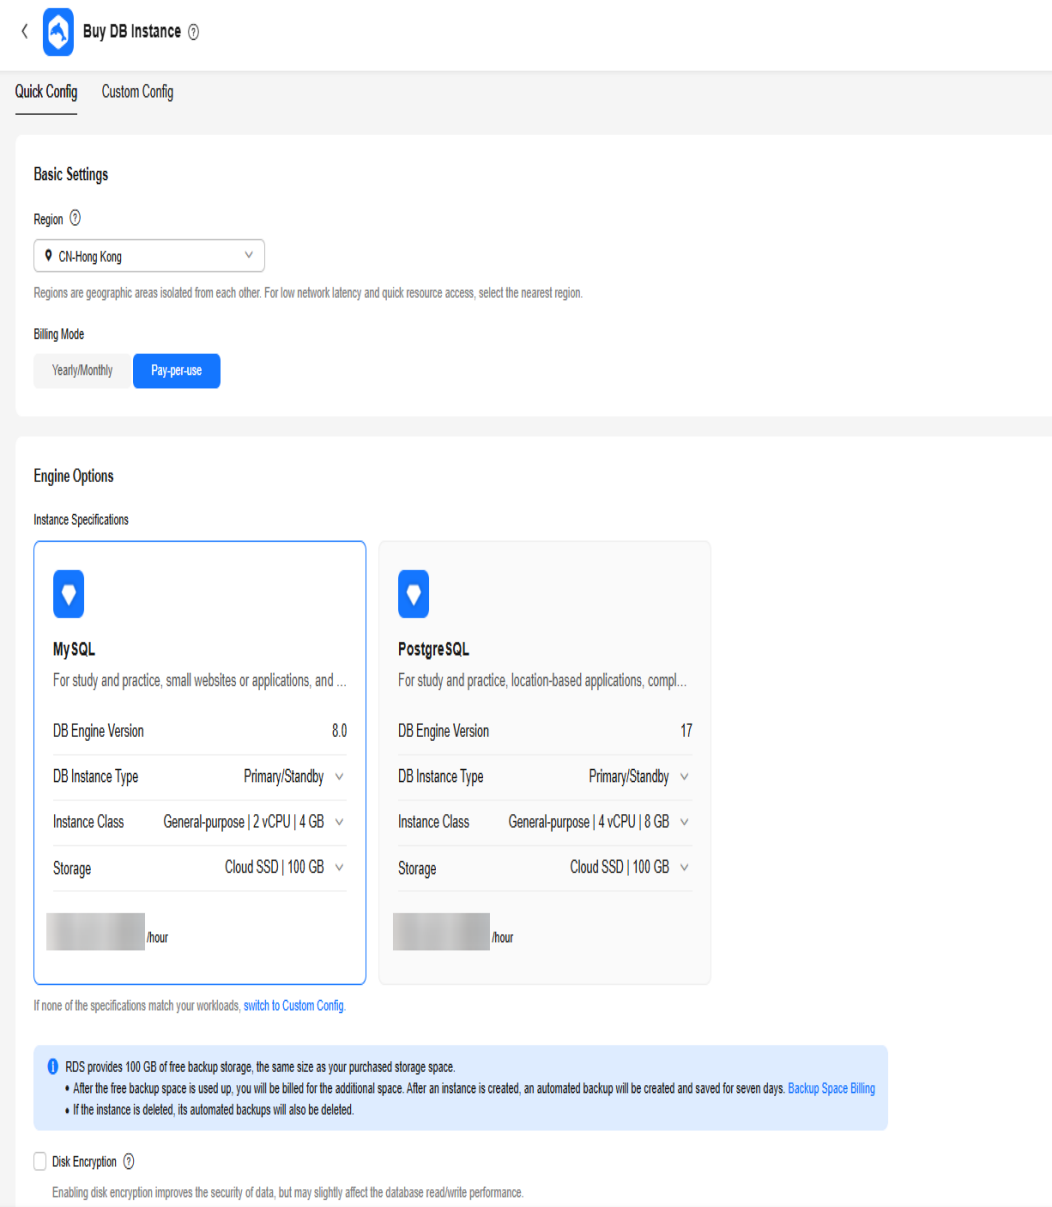 Buy DB Instance
Quick Config Custom Config
Basic Settings
Region
CN-Hong Kong
Regions are geographic areas isolated from each other. For low network latency and quick resource access, select the nearest region.
Billing Mode
Yearly/Monthly Pay-per-use
Engine Options
Instance Specifications
MySQL
For study and practice, small websites or applications, and ...
DB Engine Version 8.0
DB Instance Type Primary/Standby
Instance Class General-purpose | 2 vCPU | 4 GB
Storage Cloud SSD | 100 GB
/hour
PostgreSQL
For study and practice, location-based applications, compl...
DB Engine Version 17
DB Instance Type Primary/Standby
Instance Class General-purpose | 4 vCPU | 8 GB
Storage Cloud SSD | 100 GB
/hour
If none of the specifications match your workloads, switch to Custom Config.
RDS provides 100 GB of free backup storage, the same size as your purchased storage space.
• After the free backup space is used up, you will be billed for the additional space. After an instance is created, an automated backup will be created and saved for seven days. Backup Space Billing
• If the instance is deleted, its automated backups will also be deleted.
Disk Encryption
Enabling disk encryption improves the security of data, but may slightly affect the database read/write performance.